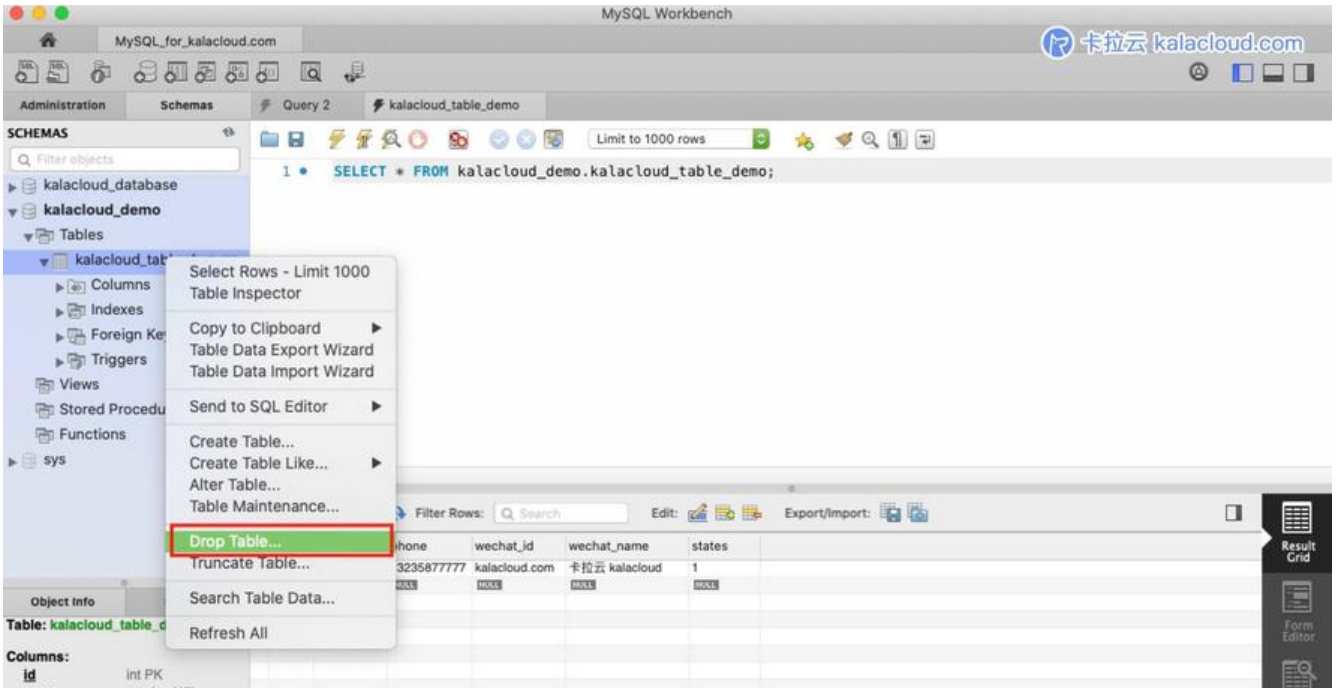 MySQL Workbench
MySQL_for_kalacloud.com
卡拉云 kalacloud.com
Administration Schemas Query 2 kalacloud_table_demo
SCHEMAS
Filter objects
Limit to 1000 rows
1 SELECT * FROM kalacloud_demo.kalacloud_table_demo;
kalacloud_database
kalacloud_demo
Tables
kalacloud_tab
Columns
Indexes
Foreign Ke
Triggers
Views
Stored Procedu
Functions
sys
Select Rows - Limit 1000
Table Inspector
Copy to Clipboard
Table Data Export Wizard
Table Data Import Wizard
Send to SQL Editor
Create Table...
Create Table Like...
Alter Table...
Table Maintenance...
Drop Table...
Truncate Table...
Search Table Data...
Refresh All
Filter Rows: Search Edit: Export/Import:
phone wechat_id wechat_name states
3235877777 kalacloud.com 卡拉云 kalacloud 1
NULL NULL NULL NULL
Result
Grid
Form
Editor
Object Info
Table: kalacloud_table_d
Columns:
id int PK